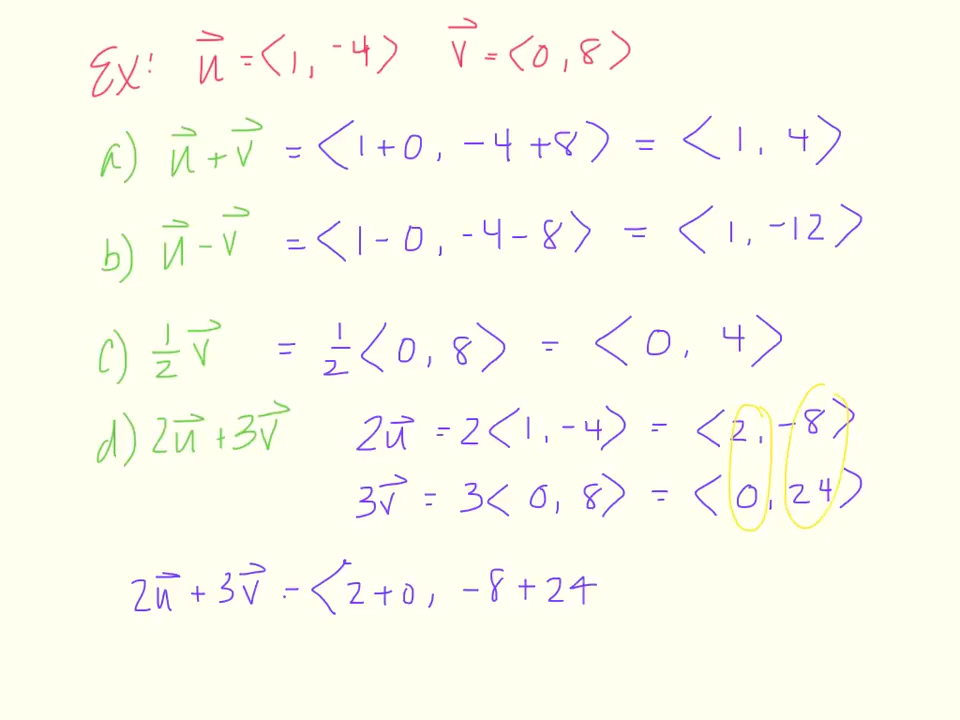 Ex: u⃗ = <1, -4> v⃗ = <0, 8>
a) u⃗ + v⃗ = <1+0, -4+8> = <1, 4>
b) u⃗ - v⃗ = <1-0, -4-8> = <1, -12>
c) 1/2 v⃗ = 1/2 <0, 8> = <0, 4>
d) 2u⃗ + 3v⃗ 2u⃗ = 2<1, -4> = <2, -8>
3v⃗ = 3<0, 8> = <0, 24>
2u⃗ + 3v⃗ = <2+0, -8+24